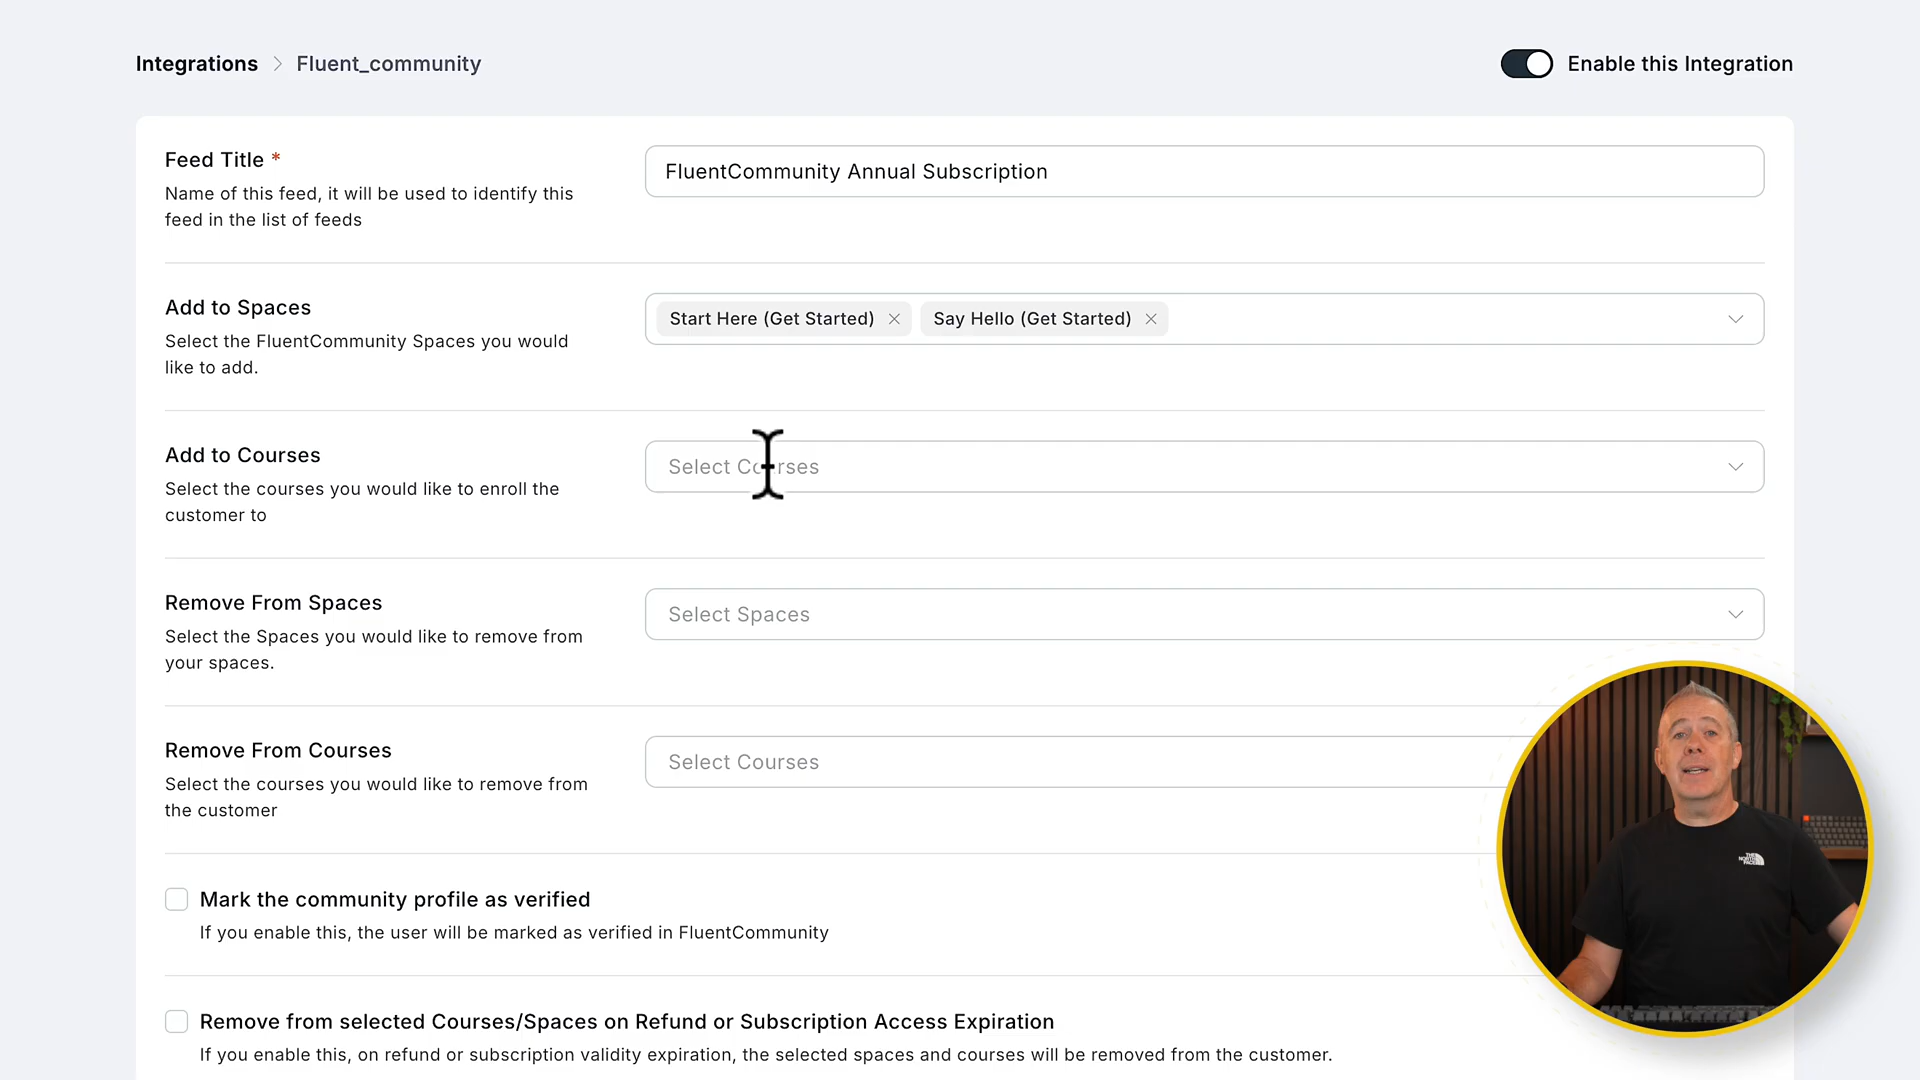 Integrations > Fluent_community
Enable this Integration
Feed Title *
Name of this feed, it will be used to identify this
feed in the list of feeds
FluentCommunity Annual Subscription
Add to Spaces
Select the FluentCommunity Spaces you would
like to add.
Start Here (Get Started) × Say Hello (Get Started) ×
Add to Courses
Select the courses you would like to enroll the
customer to
Select Courses
Remove From Spaces
Select the Spaces you would like to remove from
your spaces.
Select Spaces
Remove From Courses
Select the courses you would like to remove from
the customer
Select Courses
Mark the community profile as verified
If you enable this, the user will be marked as verified in FluentCommunity
Remove from selected Courses/Spaces on Refund or Subscription Access Expiration
If you enable this, on refund or subscription validity expiration, the selected spaces and courses will be removed from the customer.
THE
NORTH
FACE